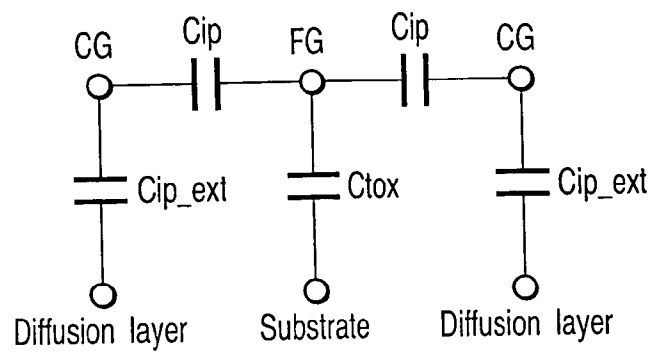 CG Cip FG Cip CG
Cip_ext Ctox Cip_ext
Diffusion layer Substrate Diffusion layer